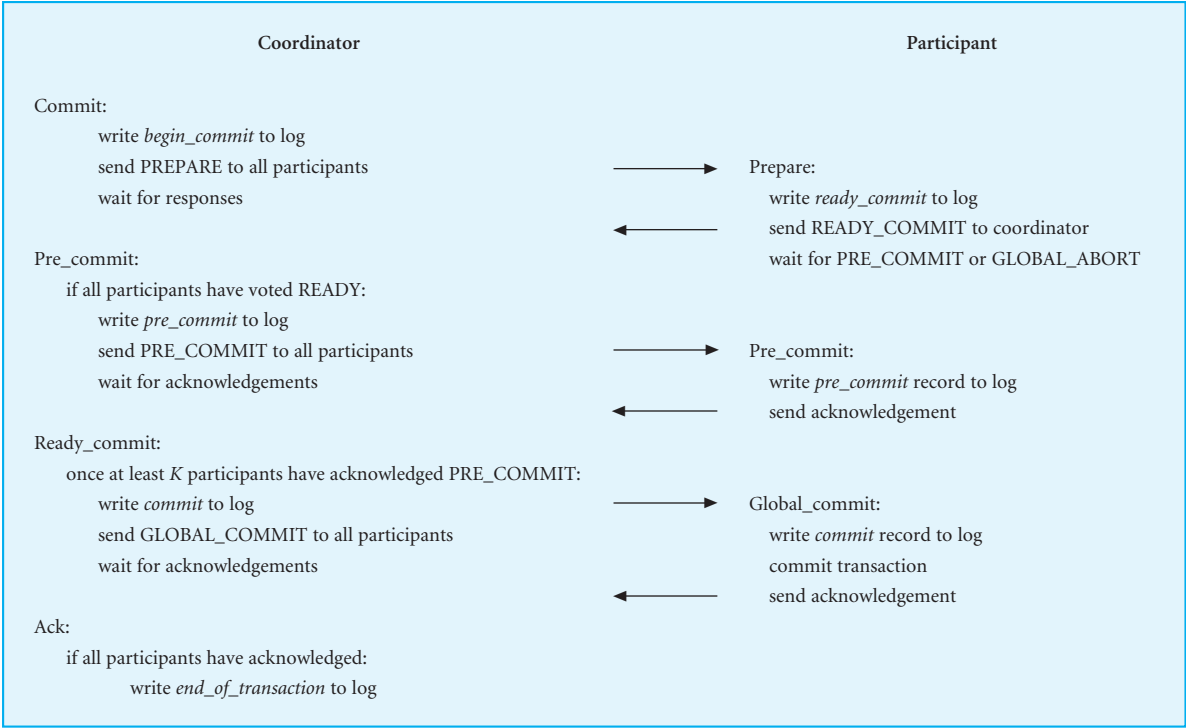 Coordinator
Participant
Commit:
write begin_commit to log
send PREPARE to all participants
wait for responses
Prepare:
write ready_commit to log
send READY_COMMIT to coordinator
wait for PRE_COMMIT or GLOBAL_ABORT
Pre_commit:
if all participants have voted READY:
write pre_commit to log
send PRE_COMMIT to all participants
wait for acknowledgements
Pre_commit:
write pre_commit record to log
send acknowledgement
Ready_commit:
once at least K participants have acknowledged PRE_COMMIT:
write commit to log
send GLOBAL_COMMIT to all participants
wait for acknowledgements
Global_commit:
write commit record to log
commit transaction
send acknowledgement
Ack:
if all participants have acknowledged:
write end_of_transaction to log